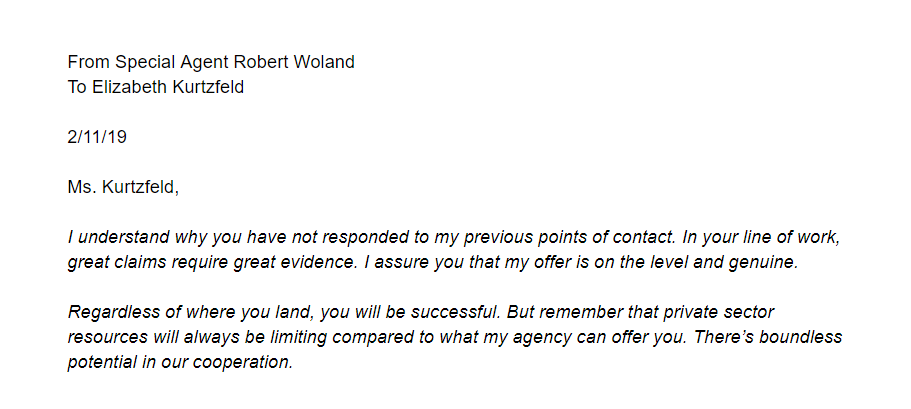 From Special Agent Robert Woland
To Elizabeth Kurtzfeld
2/11/19
Ms. Kurtzfeld,
I understand why you have not responded to my previous points of contact. In your line of work,
great claims require great evidence. I assure you that my offer is on the level and genuine.
Regardless of where you land, you will be successful. But remember that private sector
resources will always be limiting compared to what my agency can offer you. There’s boundless
potential in our cooperation.